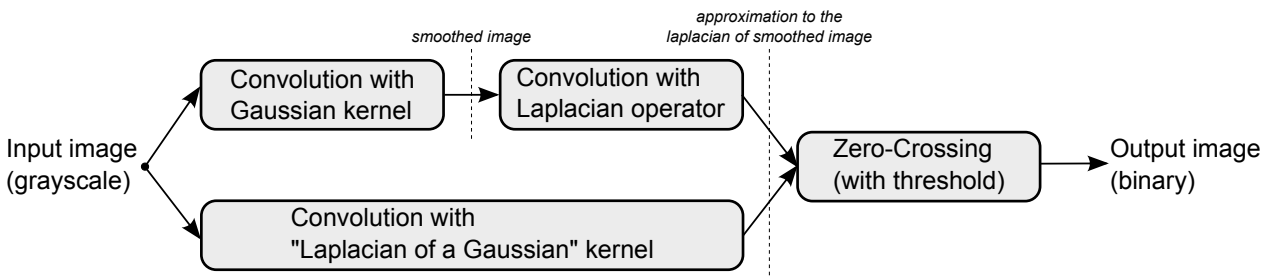 approximation to the
laplacian of smoothed image
smoothed image
Convolution with
Gaussian kernel
Convolution with
Laplacian operator
Input image
(grayscale)
Zero-Crossing
(with threshold)
Output image
(binary)
Convolution with
"Laplacian of a Gaussian" kernel